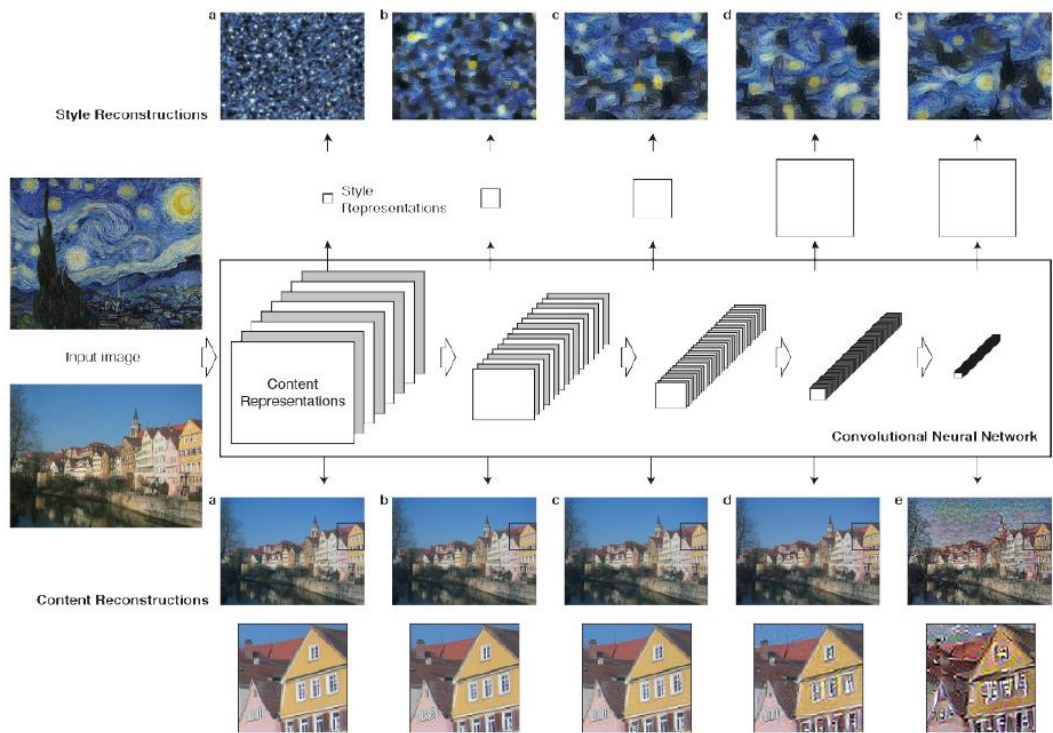 a
b
c
d
e
Style Reconstructions
Style
Representations
Input image
Content
Representations
Convolutional Neural Network
a
b
c
d
e
Content Reconstructions